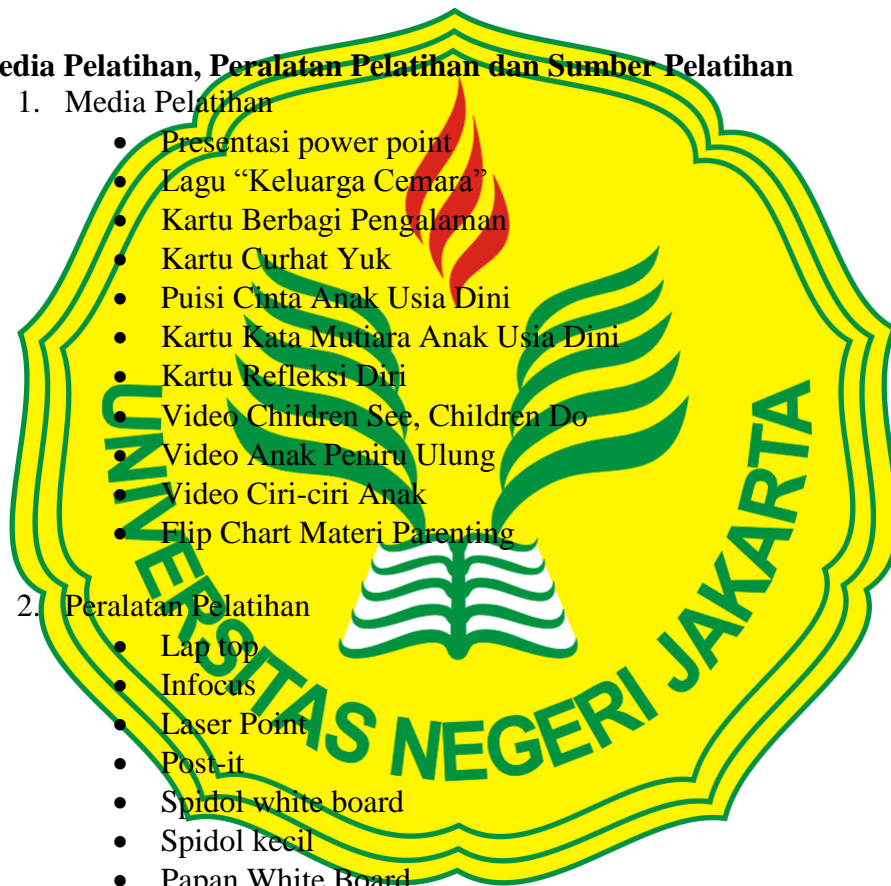 edia Pelatihan, Peralatan Pelatihan dan Sumber Pelatihan
1. Media Pelatihan
• Presentasi power point
• Lagu “Keluarga Cemara”
• Kartu Berbagi Pengalaman
• Kartu Curhat Yuk
• Puisi Cinta Anak Usia Dini
• Kartu Kata Mutiara Anak Usia Dini
• Kartu Refleksi Diri
• Video Children See, Children Do
• Video Anak Peniru Ulung
• Video Ciri-ciri Anak
• Flip Chart Materi Parenting
2. Peralatan Pelatihan
• Lap top
• Infocus
• Laser Point
• Post-it
• Spidol white board
• Spidol kecil
• Papan White Board
UNIVERSITAS NEGERI JAKARTA